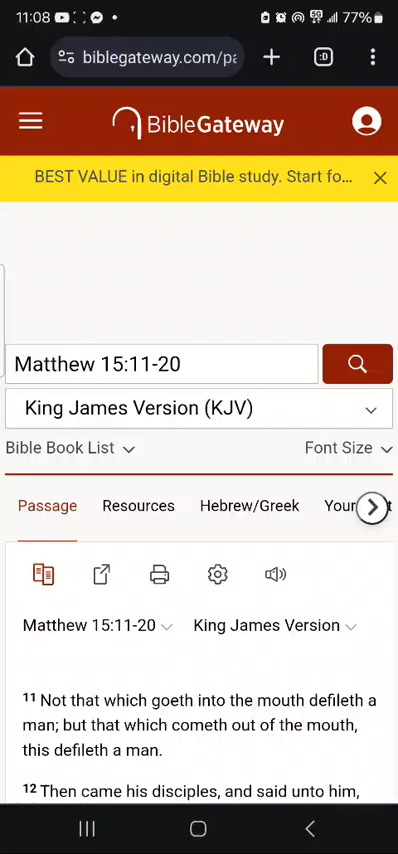 11:08 77%
biblegateway.com/pa :D
BibleGateway
BEST VALUE in digital Bible study. Start fo...
Matthew 15:11-20
King James Version (KJV)
Bible Book List Font Size
Passage Resources Hebrew/Greek Your t
Matthew 15:11-20 King James Version
11 Not that which goeth into the mouth defileth a
man; but that which cometh out of the mouth,
this defileth a man.
12 Then came his disciples, and said unto him,